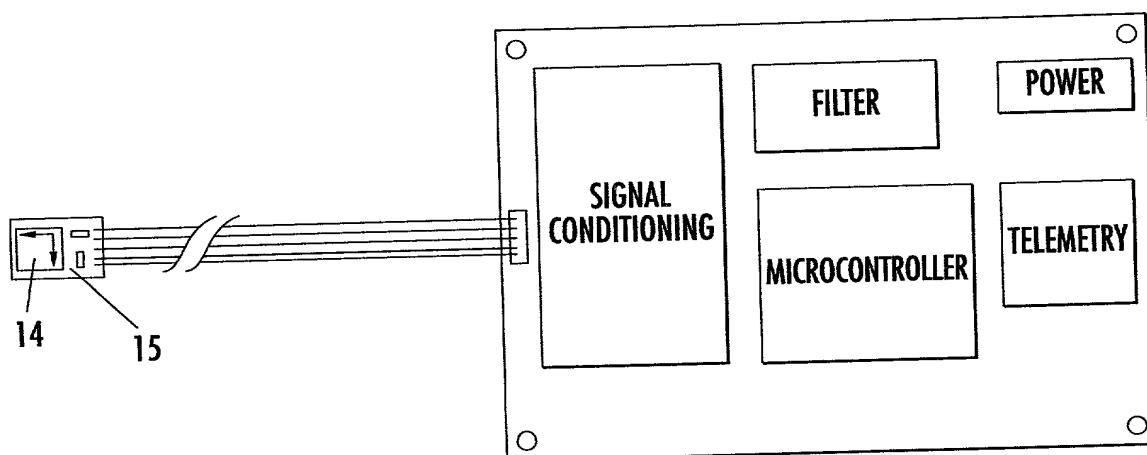 FILTER
POWER
SIGNAL
CONDITIONING
MICROCONTROLLER
TELEMETRY
14
15